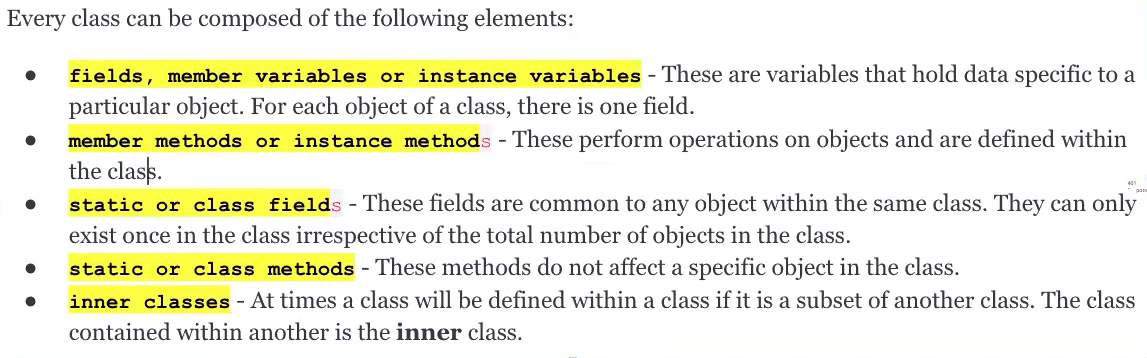 Every class can be composed of the following elements:
● fields, member variables or instance variables - These are variables that hold data specific to a
particular object. For each object of a class, there is one field.
● member methods or instance methods - These perform operations on objects and are defined within
the class.
● static or class fields - These fields are common to any object within the same class. They can only
exist once in the class irrespective of the total number of objects in the class.
● static or class methods - These methods do not affect a specific object in the class.
● inner classes - At times a class will be defined within a class if it is a subset of another class. The class
contained within another is the inner class.